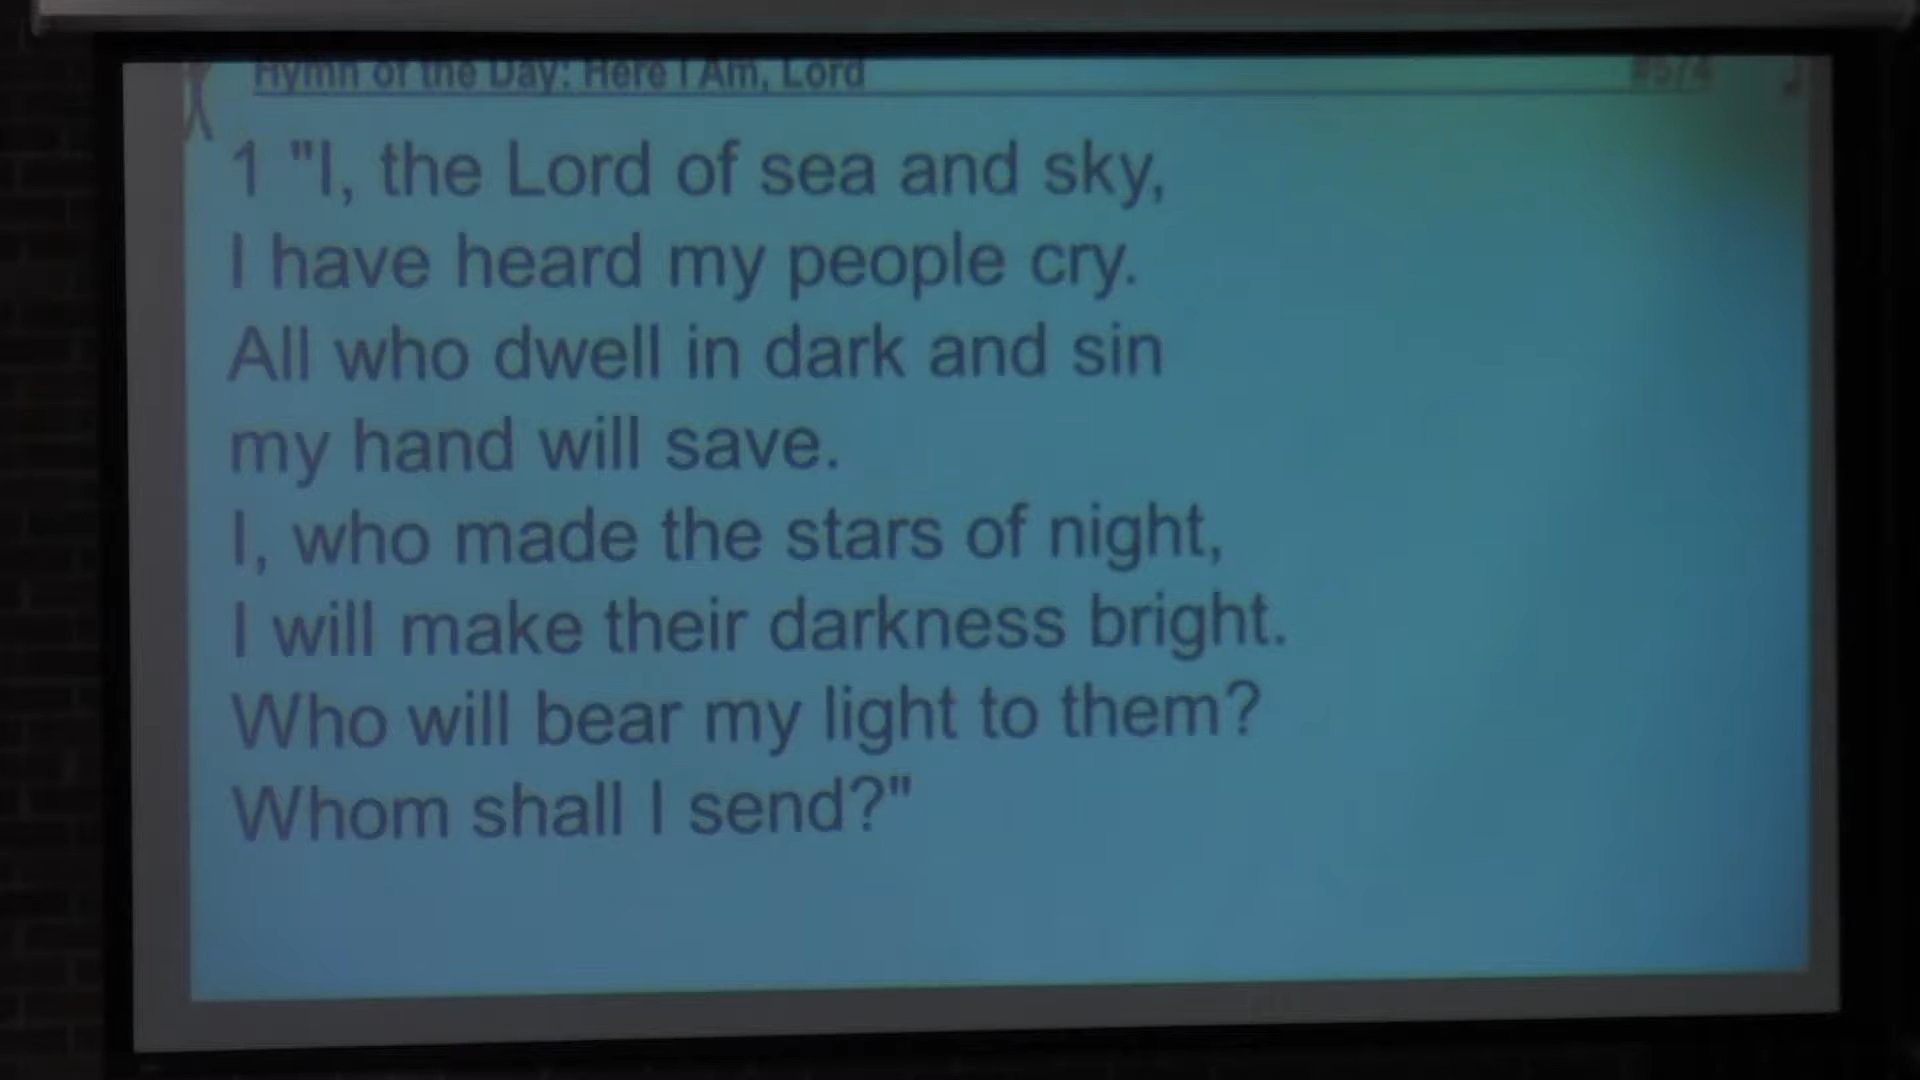 Hymn of the Day: Here I Am, Lord #574
1 "I, the Lord of sea and sky,
I have heard my people cry.
All who dwell in dark and sin
my hand will save.
I, who made the stars of night,
I will make their darkness bright.
Who will bear my light to them?
Whom shall I send?"